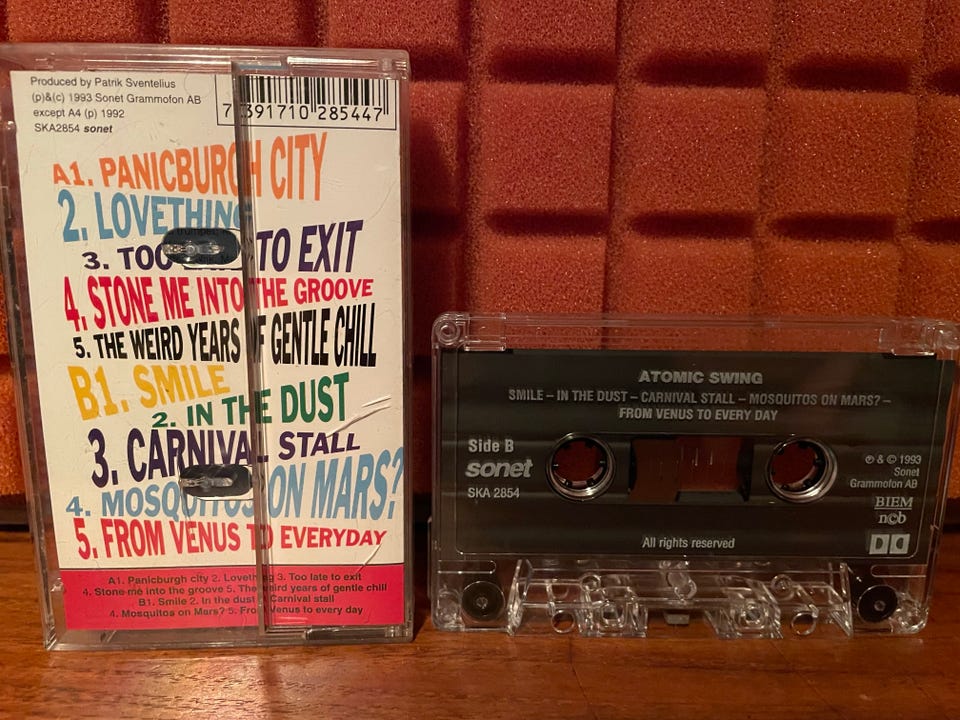 Produced by Patrik Sventelius
(p)&(c) 1993 Sonet Grammofon AB
except A4 (p) 1992
SKA2854 sonet
7 391710 285447
A1. PANICBURGH CITY
2. LOVETHING
3. TOO TO EXIT
4. STONE ME INTO THE GROOVE
5. THE WEIRD YEARS OF GENTLE CHILL
B1. SMILE
2. IN THE DUST
3. CARNIVAL STALL
4. MOSQUITOS ON MARS?
5. FROM VENUS TO EVERYDAY
A1. Panicburgh city 2. Lovething 3. Too late to exit
4. Stone me into the groove 5. The weird years of gentle chill
B1. Smile 2. In the dust Carnival stall
4. Mosquitos on Mars? 5. From Venus to every day
ATOMIC SWING
SMILE – IN THE DUST – CARNIVAL STALL – MOSQUITOS ON MARS? –
FROM VENUS TO EVERY DAY
Side B
sonet
SKA 2854
℗ & © 1993
Sonet
Grammofon AB
BIEM
n©b
All rights reserved